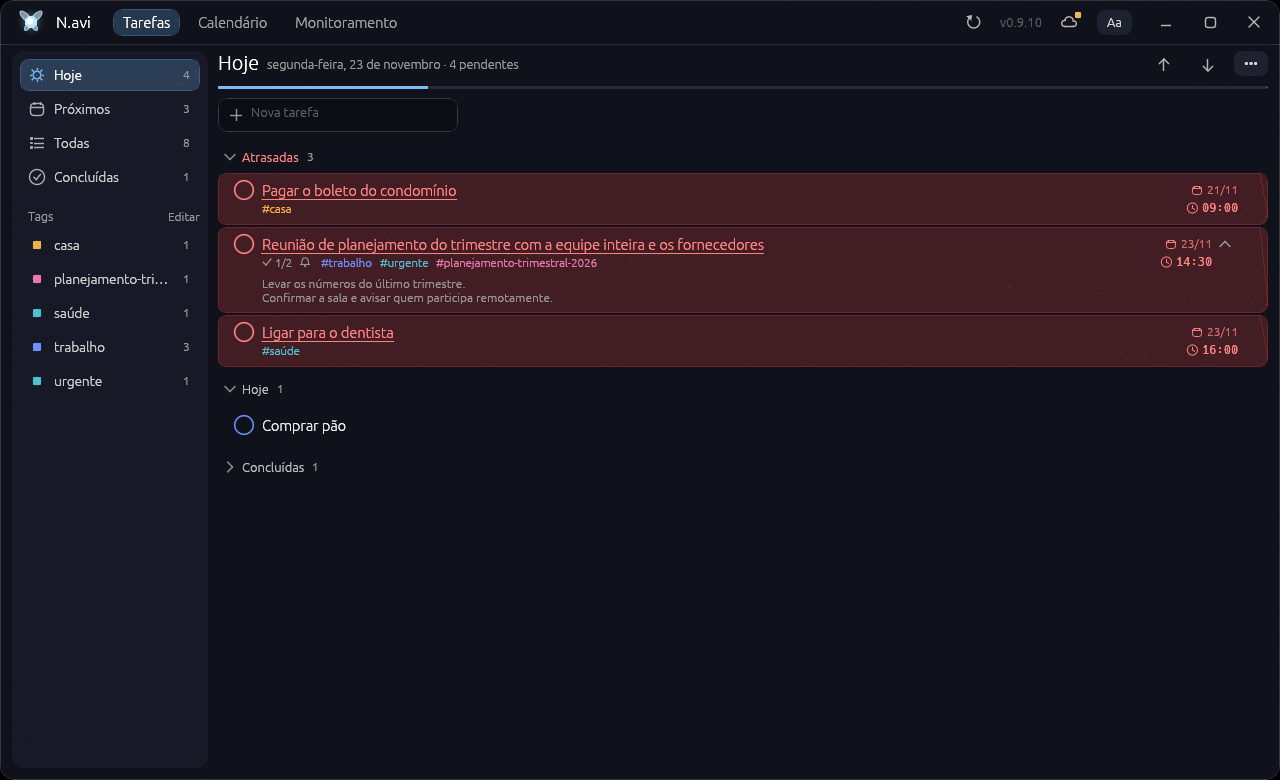 N.avi Tarefas Calendário Monitoramento v0.9.10 Aa
Hoje 4
Próximos 3
Todas 8
Concluídas 1
Tags Editar
casa 1
planejamento-tri... 1
saúde 1
trabalho 3
urgente 1
Hoje segunda-feira, 23 de novembro · 4 pendentes
Nova tarefa
Atrasadas 3
Pagar o boleto do condomínio 21/11
#casa 09:00
Reunião de planejamento do trimestre com a equipe inteira e os fornecedores 23/11
1/2 #trabalho #urgente #planejamento-trimestral-2026 14:30
Levar os números do último trimestre.
Confirmar a sala e avisar quem participa remotamente.
Ligar para o dentista 23/11
#saúde 16:00
Hoje 1
Comprar pão
Concluídas 1